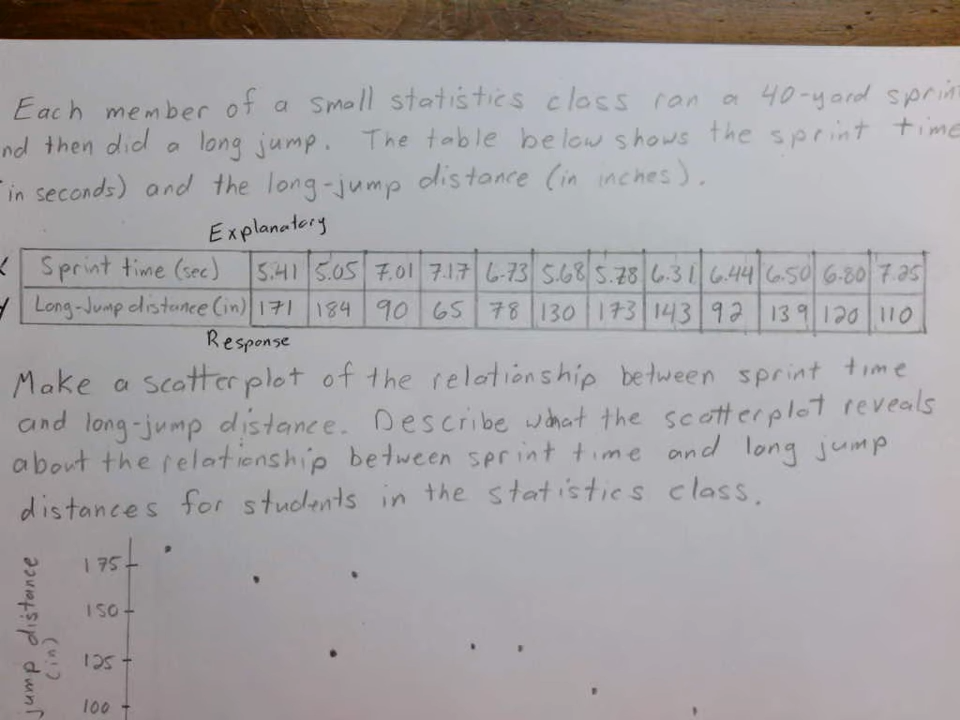 Each member of a small statistics class ran a 40-yard sprin
nd then did a long jump. The table below shows the sprint time
in seconds) and the long-jump distance (in inches).
Explanatory
Sprint time (sec) 5.41 5.05 7.01 7.17 6.73 5.68 5.78 6.31 6.44 6.50 6.80 7.25
y Long-Jump distance (in) 171 184 90 65 78 130 173 143 92 139 120 110
Response
Make a scatterplot of the relationship between sprint time
and long-jump distance. Describe what the scatterplot reveals
about the relationship between sprint time and long jump
distances for students in the statistics class.
jump distance
(in)
175
150
125
100